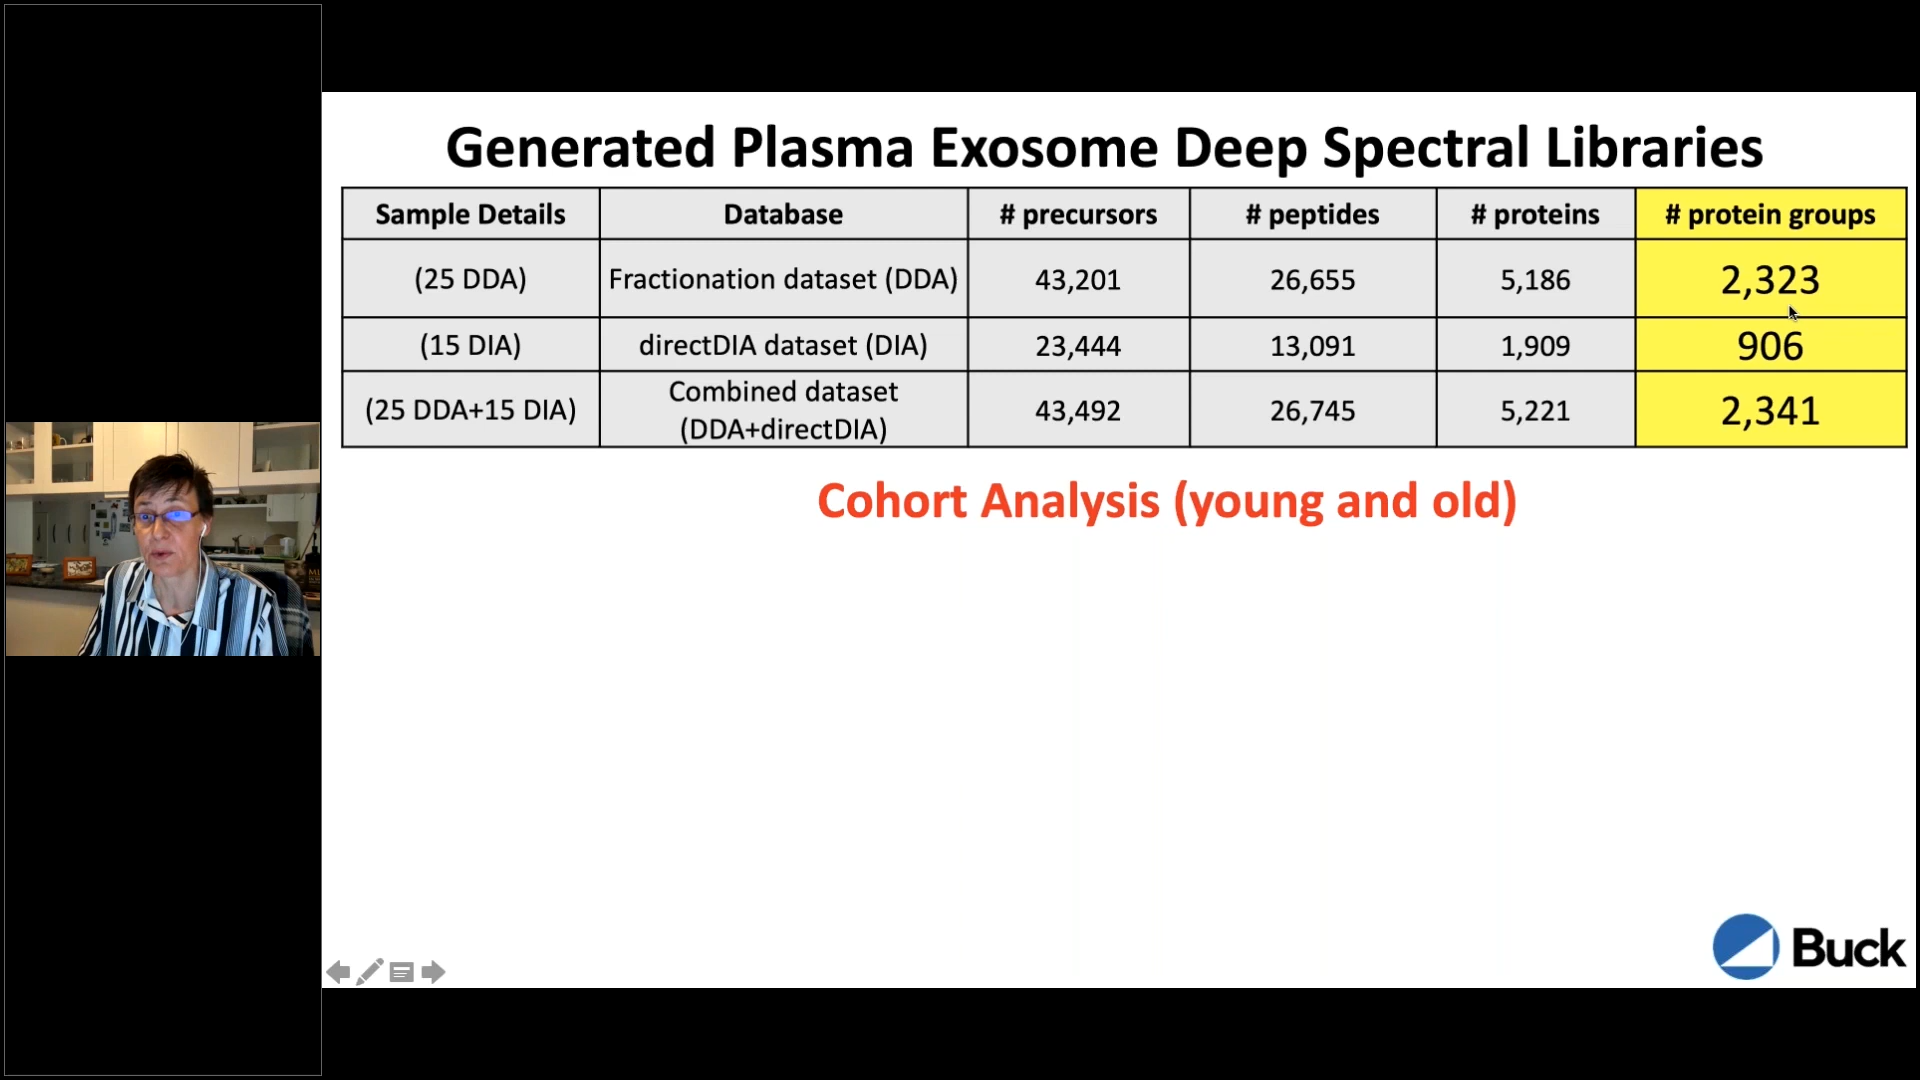 Generated Plasma Exosome Deep Spectral Libraries
Sample Details Database # precursors # peptides # proteins # protein groups
(25 DDA) Fractionation dataset (DDA) 43,201 26,655 5,186 2,323
(15 DIA) directDIA dataset (DIA) 23,444 13,091 1,909 906
(25 DDA+15 DIA) Combined dataset 43,492 26,745 5,221 2,341
(DDA+directDIA)
Cohort Analysis (young and old)
Buck